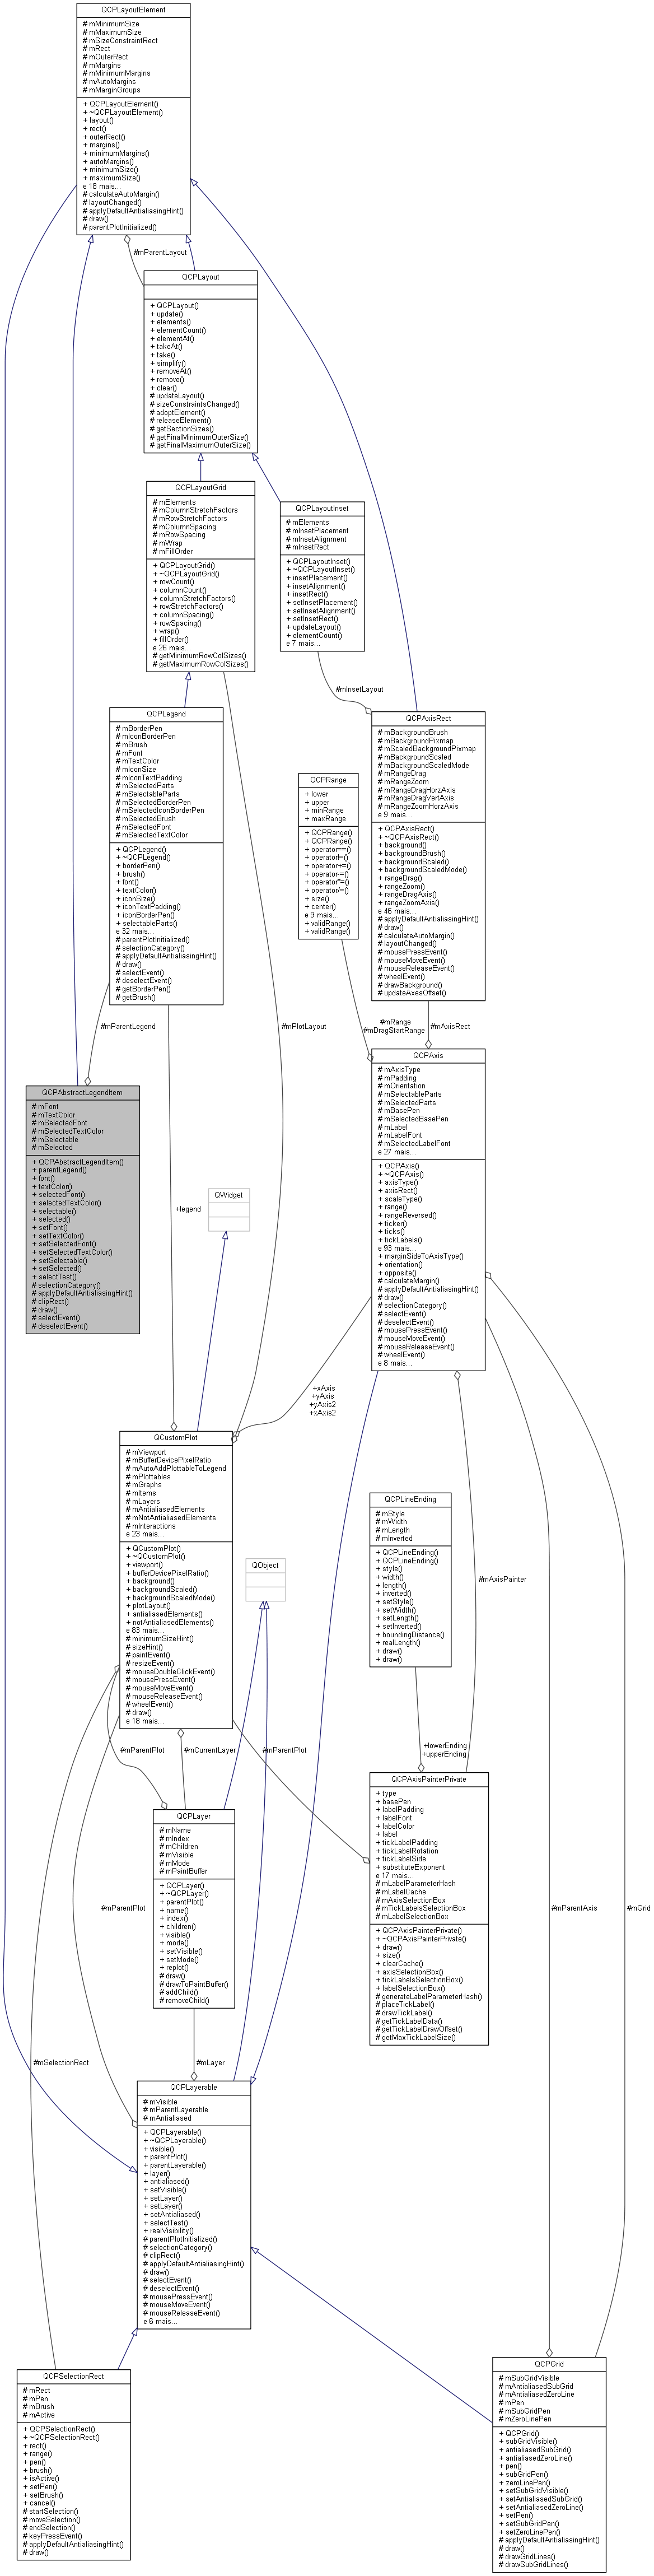 QCPLayoutElement
# mMinimumSize
# mMaximumSize
# mSizeConstraintRect
# mRect
# mOuterRect
# mMargins
# mMinimumMargins
# mAutoMargins
# mMarginGroups
+ QCPLayoutElement()
+ ~QCPLayoutElement()
+ layout()
+ rect()
+ outerRect()
+ margins()
+ minimumMargins()
+ autoMargins()
+ minimumSize()
+ maximumSize()
e 18 mais...
# calculateAutoMargin()
# layoutChanged()
# applyDefaultAntialiasingHint()
# draw()
# parentPlotInitialized()
#mParentLayout
QCPLayout
+ QCPLayout()
+ update()
+ elements()
+ elementCount()
+ elementAt()
+ takeAt()
+ take()
+ simplify()
+ removeAt()
+ remove()
+ clear()
# updateLayout()
# sizeConstraintsChanged()
# adoptElement()
# releaseElement()
# getSectionSizes()
# getFinalMinimumOuterSize()
# getFinalMaximumOuterSize()
QCPLayoutGrid
# mElements
# mColumnStretchFactors
# mRowStretchFactors
# mColumnSpacing
# mRowSpacing
# mWrap
# mFillOrder
+ QCPLayoutGrid()
+ ~QCPLayoutGrid()
+ rowCount()
+ columnCount()
+ columnStretchFactors()
+ rowStretchFactors()
+ columnSpacing()
+ rowSpacing()
+ wrap()
+ fillOrder()
e 26 mais...
# getMinimumRowColSizes()
# getMaximumRowColSizes()
QCPLayoutInset
# mElements
# mInsetPlacement
# mInsetAlignment
# mInsetRect
+ QCPLayoutInset()
+ ~QCPLayoutInset()
+ insetPlacement()
+ insetAlignment()
+ insetRect()
+ setInsetPlacement()
+ setInsetAlignment()
+ setInsetRect()
+ updateLayout()
+ elementCount()
e 7 mais...
#mInsetLayout
QCPLegend
# mBorderPen
# mIconBorderPen
# mBrush
# mFont
# mTextColor
# mIconSize
# mIconTextPadding
# mSelectedParts
# mSelectableParts
# mSelectedBorderPen
# mSelectedIconBorderPen
# mSelectedBrush
# mSelectedFont
# mSelectedTextColor
+ QCPLegend()
+ ~QCPLegend()
+ borderPen()
+ brush()
+ font()
+ textColor()
+ iconSize()
+ iconTextPadding()
+ iconBorderPen()
+ selectableParts()
e 32 mais...
# parentPlotInitialized()
# selectionCategory()
# applyDefaultAntialiasingHint()
# draw()
# selectEvent()
# deselectEvent()
# getBorderPen()
# getBrush()
QCPRange
+ lower
+ upper
+ minRange
+ maxRange
+ QCPRange()
+ QCPRange()
+ operator==()
+ operator!=()
+ operator+=()
+ operator-=()
+ operator*=()
+ operator/=()
+ size()
+ center()
e 9 mais...
+ validRange()
+ validRange()
QCPAxisRect
# mBackgroundBrush
# mBackgroundPixmap
# mScaledBackgroundPixmap
# mBackgroundScaled
# mBackgroundScaledMode
# mRangeDrag
# mRangeZoom
# mRangeDragHorzAxis
# mRangeDragVertAxis
# mRangeZoomHorzAxis
e 9 mais...
+ QCPAxisRect()
+ ~QCPAxisRect()
+ background()
+ backgroundBrush()
+ backgroundScaled()
+ backgroundScaledMode()
+ rangeDrag()
+ rangeZoom()
+ rangeDragAxis()
+ rangeZoomAxis()
e 46 mais...
# applyDefaultAntialiasingHint()
# draw()
# calculateAutoMargin()
# layoutChanged()
# mousePressEvent()
# mouseMoveEvent()
# mouseReleaseEvent()
# wheelEvent()
# drawBackground()
# updateAxesOffset()
#mParentLegend
#mPlotLayout
#mRange
#mDragStartRange
#mAxisRect
QCPAbstractLegendItem
# mFont
# mTextColor
# mSelectedFont
# mSelectedTextColor
# mSelectable
# mSelected
+ QCPAbstractLegendItem()
+ parentLegend()
+ font()
+ textColor()
+ selectedFont()
+ selectedTextColor()
+ selectable()
+ selected()
+ setFont()
+ setTextColor()
+ setSelectedFont()
+ setSelectedTextColor()
+ setSelectable()
+ setSelected()
+ selectTest()
# selectionCategory()
# applyDefaultAntialiasingHint()
# clipRect()
# draw()
# selectEvent()
# deselectEvent()
+legend
QWidget
QCPAxis
# mAxisType
# mPadding
# mOrientation
# mSelectableParts
# mSelectedParts
# mBasePen
# mSelectedBasePen
# mLabel
# mLabelFont
# mSelectedLabelFont
e 27 mais...
+ QCPAxis()
+ ~QCPAxis()
+ axisType()
+ axisRect()
+ scaleType()
+ range()
+ rangeReversed()
+ ticker()
+ ticks()
+ tickLabels()
e 93 mais...
+ marginSideToAxisType()
+ orientation()
+ opposite()
# calculateMargin()
# applyDefaultAntialiasingHint()
# draw()
# selectionCategory()
# selectEvent()
# deselectEvent()
# mousePressEvent()
# mouseMoveEvent()
# mouseReleaseEvent()
# wheelEvent()
e 8 mais...
+xAxis
+yAxis
+yAxis2
+xAxis2
QCustomPlot
# mViewport
# mBufferDevicePixelRatio
# mAutoAddPlottableToLegend
# mPlottables
# mGraphs
# mItems
# mLayers
# mAntialiasedElements
# mNotAntialiasedElements
# mInteractions
e 23 mais...
+ QCustomPlot()
+ ~QCustomPlot()
+ viewport()
+ bufferDevicePixelRatio()
+ background()
+ backgroundScaled()
+ backgroundScaledMode()
+ plotLayout()
+ antialiasedElements()
+ notAntialiasedElements()
e 83 mais...
# minimumSizeHint()
# sizeHint()
# paintEvent()
# resizeEvent()
# mouseDoubleClickEvent()
# mousePressEvent()
# mouseMoveEvent()
# mouseReleaseEvent()
# wheelEvent()
# draw()
e 18 mais...
QObject
QCPLineEnding
# mStyle
# mWidth
# mLength
# mInverted
+ QCPLineEnding()
+ QCPLineEnding()
+ style()
+ width()
+ length()
+ inverted()
+ setStyle()
+ setWidth()
+ setLength()
+ setInverted()
+ boundingDistance()
+ realLength()
+ draw()
+ draw()
#mAxisPainter
#mParentPlot
#mCurrentLayer
#mParentPlot
+lowerEnding
+upperEnding
QCPLayer
# mName
# mIndex
# mChildren
# mVisible
# mMode
# mPaintBuffer
+ QCPLayer()
+ ~QCPLayer()
+ parentPlot()
+ name()
+ index()
+ children()
+ visible()
+ mode()
+ setVisible()
+ setMode()
+ replot()
# draw()
# drawToPaintBuffer()
# addChild()
# removeChild()
QCPAxisPainterPrivate
+ type
+ basePen
+ labelPadding
+ labelFont
+ labelColor
+ label
+ tickLabelPadding
+ tickLabelRotation
+ tickLabelSide
+ substituteExponent
e 17 mais...
# mLabelParameterHash
# mLabelCache
# mAxisSelectionBox
# mTickLabelsSelectionBox
# mLabelSelectionBox
+ QCPAxisPainterPrivate()
+ ~QCPAxisPainterPrivate()
+ draw()
+ size()
+ clearCache()
+ axisSelectionBox()
+ tickLabelsSelectionBox()
+ labelSelectionBox()
# generateLabelParameterHash()
# placeTickLabel()
# drawTickLabel()
# getTickLabelData()
# getTickLabelDrawOffset()
# getMaxTickLabelSize()
#mParentPlot
#mParentAxis
#mGrid
#mSelectionRect
#mLayer
QCPLayerable
# mVisible
# mParentLayerable
# mAntialiased
+ QCPLayerable()
+ ~QCPLayerable()
+ visible()
+ parentPlot()
+ parentLayerable()
+ layer()
+ antialiased()
+ setVisible()
+ setLayer()
+ setLayer()
+ setAntialiased()
+ selectTest()
+ realVisibility()
# parentPlotInitialized()
# selectionCategory()
# clipRect()
# applyDefaultAntialiasingHint()
# draw()
# selectEvent()
# deselectEvent()
# mousePressEvent()
# mouseMoveEvent()
# mouseReleaseEvent()
e 6 mais...
QCPSelectionRect
# mRect
# mPen
# mBrush
# mActive
+ QCPSelectionRect()
+ ~QCPSelectionRect()
+ rect()
+ range()
+ pen()
+ brush()
+ isActive()
+ setPen()
+ setBrush()
+ cancel()
# startSelection()
# moveSelection()
# endSelection()
# keyPressEvent()
# applyDefaultAntialiasingHint()
# draw()
QCPGrid
# mSubGridVisible
# mAntialiasedSubGrid
# mAntialiasedZeroLine
# mPen
# mSubGridPen
# mZeroLinePen
+ QCPGrid()
+ subGridVisible()
+ antialiasedSubGrid()
+ antialiasedZeroLine()
+ pen()
+ subGridPen()
+ zeroLinePen()
+ setSubGridVisible()
+ setAntialiasedSubGrid()
+ setAntialiasedZeroLine()
+ setPen()
+ setSubGridPen()
+ setZeroLinePen()
# applyDefaultAntialiasingHint()
# draw()
# drawGridLines()
# drawSubGridLines()